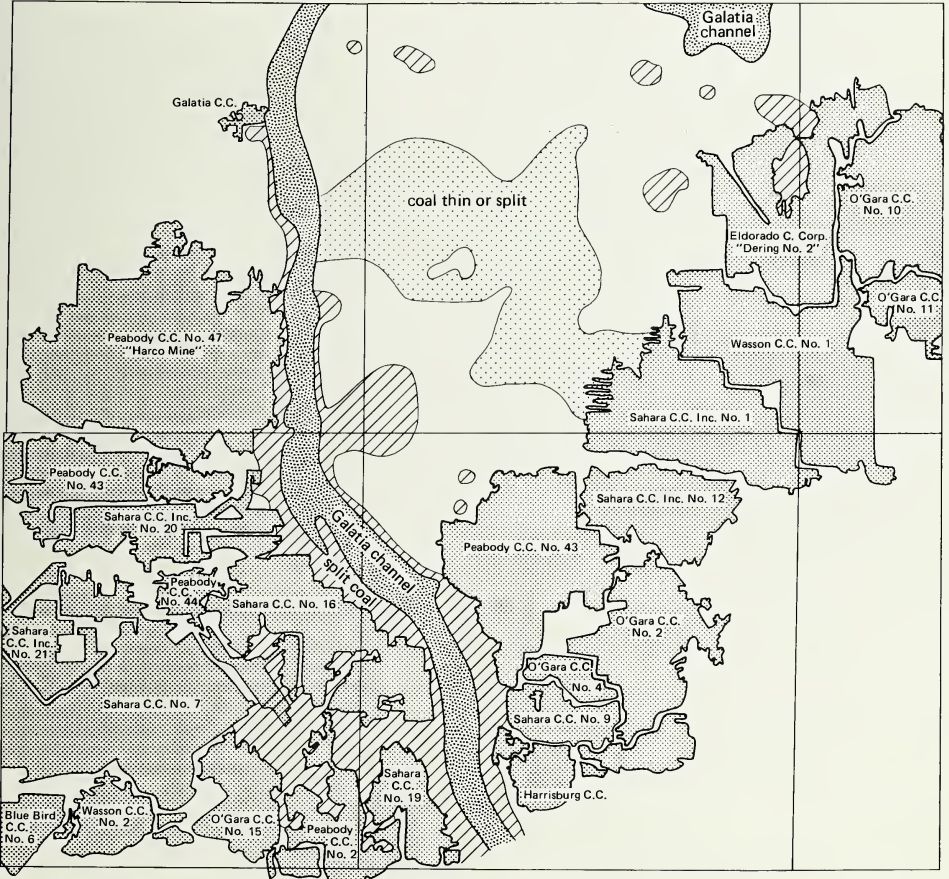 Galatia
channel
Galatia C.C.
coal thin or split
O'Gara C.C.
No. 10
Eldorado C. Corp.
"Dering No. 2"
O'Gara C.C.
No. 11
Peabody C.C. No. 47
"Harco Mine"
Wasson C.C. No. 1
Sahara C.C. Inc. No. 1
Peabody C.C.
No. 43
Sahara C.C. Inc.
No. 20
Sahara C.C. Inc. No. 12
Galatia channel
split coal
Peabody C.C. No. 43
Peabody
C.C.
No. 44
Sahara C.C. No. 16
Sahara
C.C. Inc.
No. 21
O'Gara C.C.
No. 2
O'Gara C.C.
No. 4
Sahara C.C. No. 7
Sahara C.C. No. 9
Sahara
C.C.
No. 19
Harrisburg C.C.
Blue Bird
C.C.
No. 6
Wasson C.C.
No. 2
O'Gara C.C.
No. 15
Peabody
C.C.
No. 2